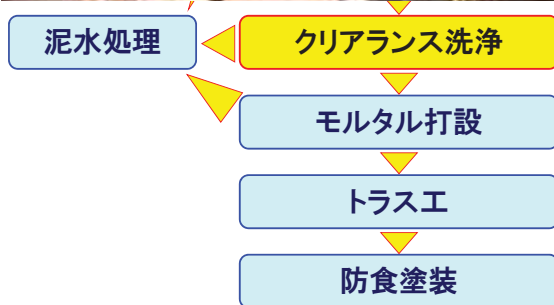 泥水処理
クリアランス洗浄
モルタル打設
トラス工
防食塗装